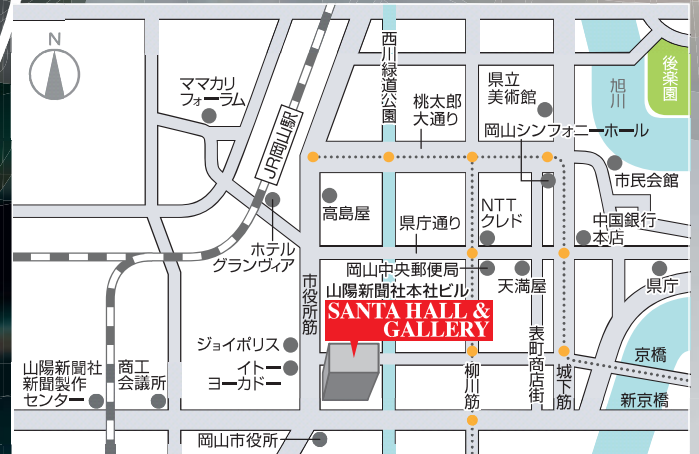 N
ママカリ
フォーラム
JR岡山駅
西川緑道公園
桃太郎
大通り
県立
美術館
旭川
後楽園
岡山シンフォニーホール
市民会館
高島屋
県庁通り
NTT
クレド
中国銀行
本店
ホテル
グランヴィア
岡山中央郵便局
天満屋
県庁
市役所筋
山陽新聞社本社ビル
SANTA HALL &
GALLERY
ジョイポリス
イトー
ヨーカドー
山陽新聞社
新聞製作
センター
商工
会議所
柳川筋
表町商店街
城下筋
京橋
新京橋
岡山市役所